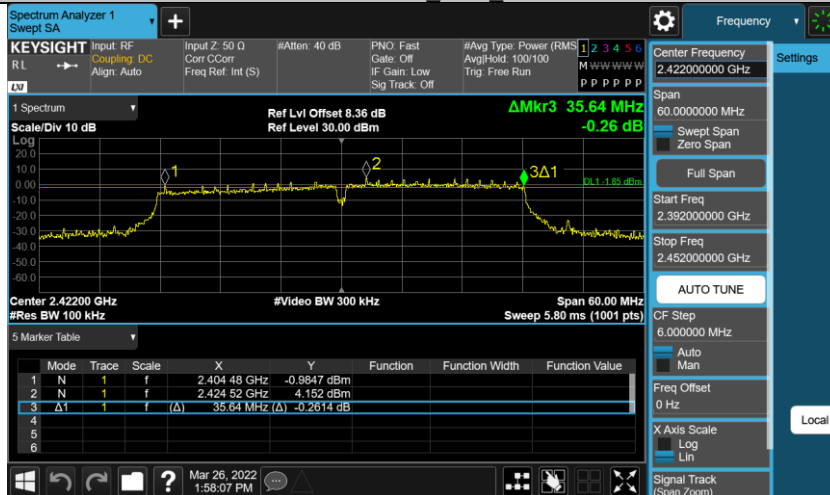 Spectrum Analyzer 1
Swept SA
+
Frequency
KEYSIGHT
RL
LXI
Input: RF
Coupling: DC
Align: Auto
Input Z: 50 Ω
Corr CCorr
Freq Ref: Int (S)
#Atten: 40 dB
PNO: Fast
Gate: Off
IF Gain: Low
Sig Track: Off
#Avg Type: Power (RMS
Avg|Hold: 100/100
Trig: Free Run
1 2 3 4 5 6
M W W W W W
P P P P P P
1 Spectrum
Scale/Div 10 dB
Ref Lvl Offset 8.36 dB
Ref Level 30.00 dBm
ΔMkr3 35.64 MHz
-0.26 dB
Log
20.0
10.0
0.00
-10.0
-20.0
-30.0
-40.0
-50.0
-60.0
1
2
3Δ1
DL1 -1.85 dBm
Center 2.42200 GHz
#Video BW 300 kHz
Span 60.00 MHz
#Res BW 100 kHz
Sweep 5.80 ms (1001 pts)
5 Marker Table
Mode Trace Scale X Y Function Function Width Function Value
1 N 1 f 2.404 48 GHz -0.9847 dBm
2 N 1 f 2.424 52 GHz 4.152 dBm
3 Δ1 1 f (Δ) 35.64 MHz (Δ) -0.2614 dB
4
5
6
?
Mar 26, 2022
1:58:07 PM
Center Frequency
2.422000000 GHz
Settings
Span
60.0000000 MHz
Swept Span
Zero Span
Full Span
Start Freq
2.392000000 GHz
Stop Freq
2.452000000 GHz
AUTO TUNE
CF Step
6.000000 MHz
Auto
Man
Freq Offset
0 Hz
Local
X Axis Scale
Log
Lin
Signal Track
(Span Zoom)